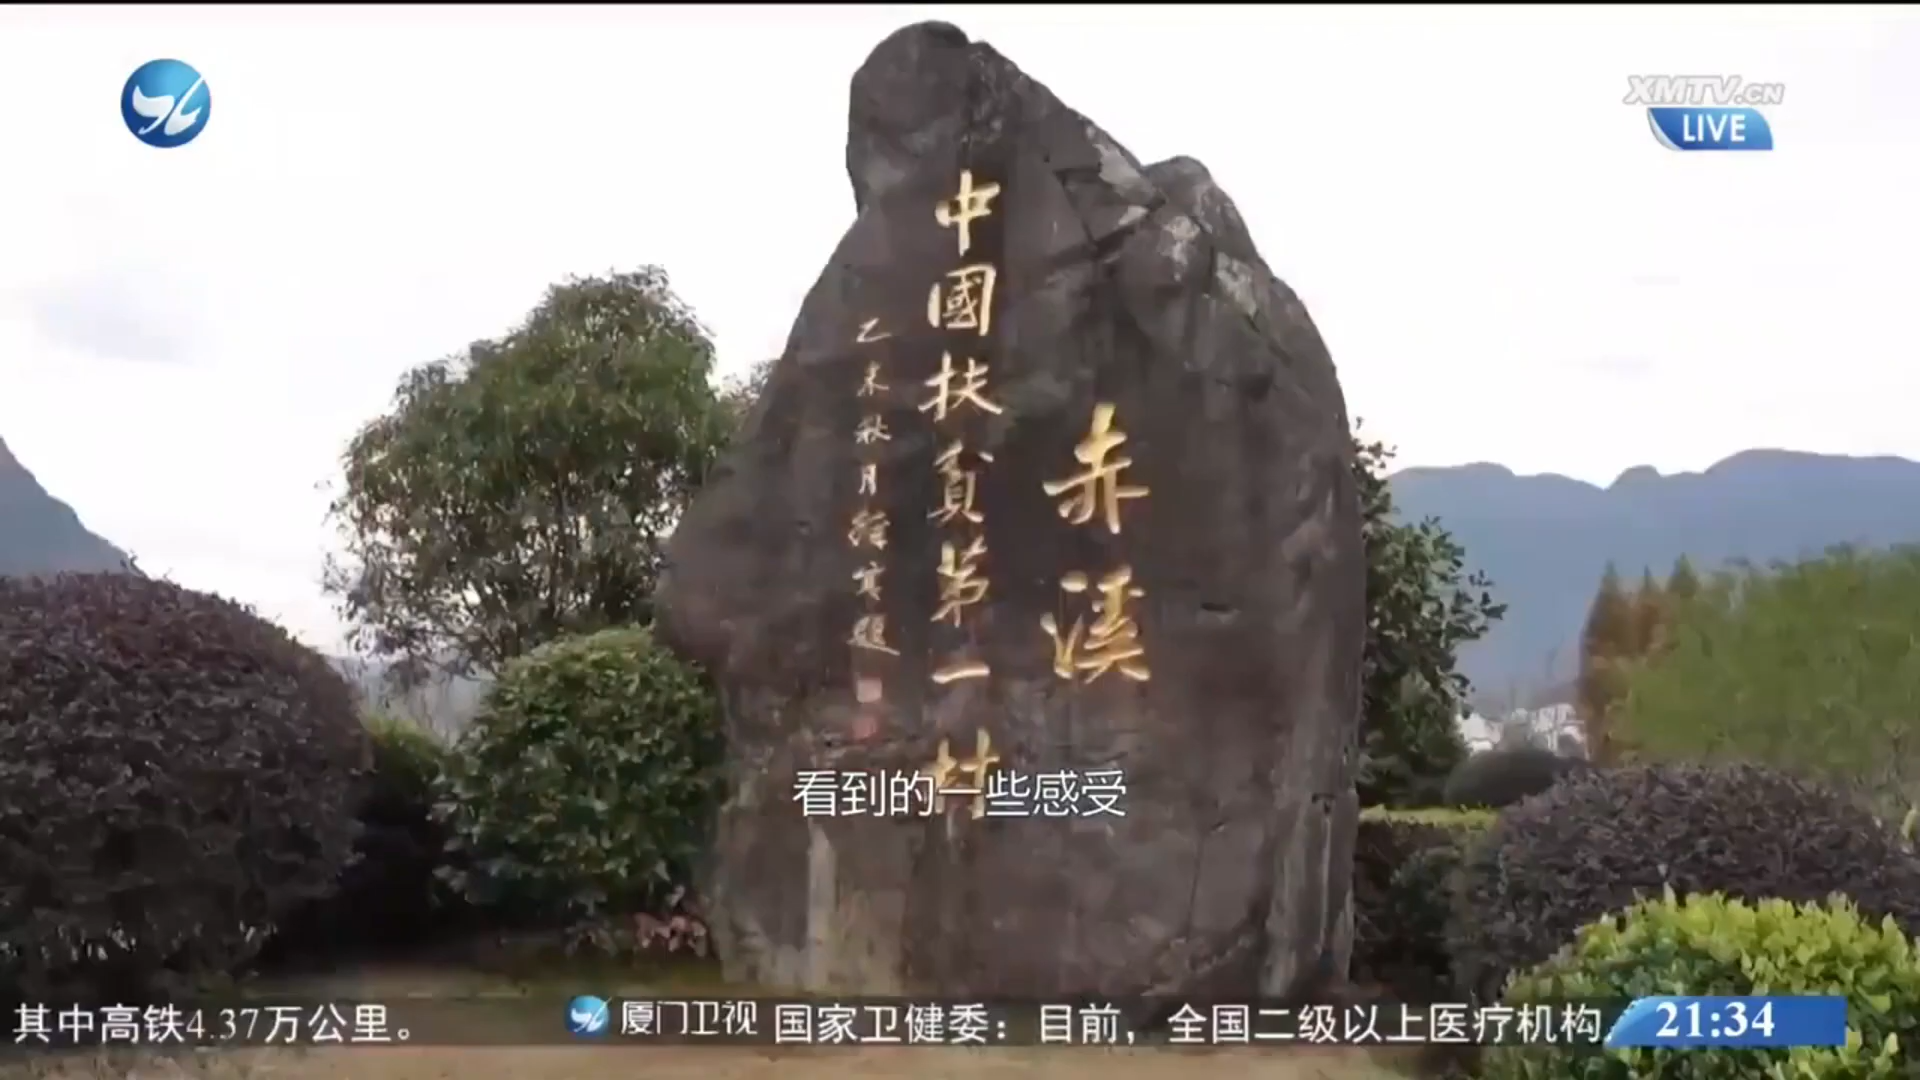 XMTV.CN
LIVE
赤溪
中國扶貧第一村
乙未秋月
題
看到的一些感受
其中高铁4.37万公里。
厦门卫视
国家卫健委：目前，全国二级以上医疗机构
21:34